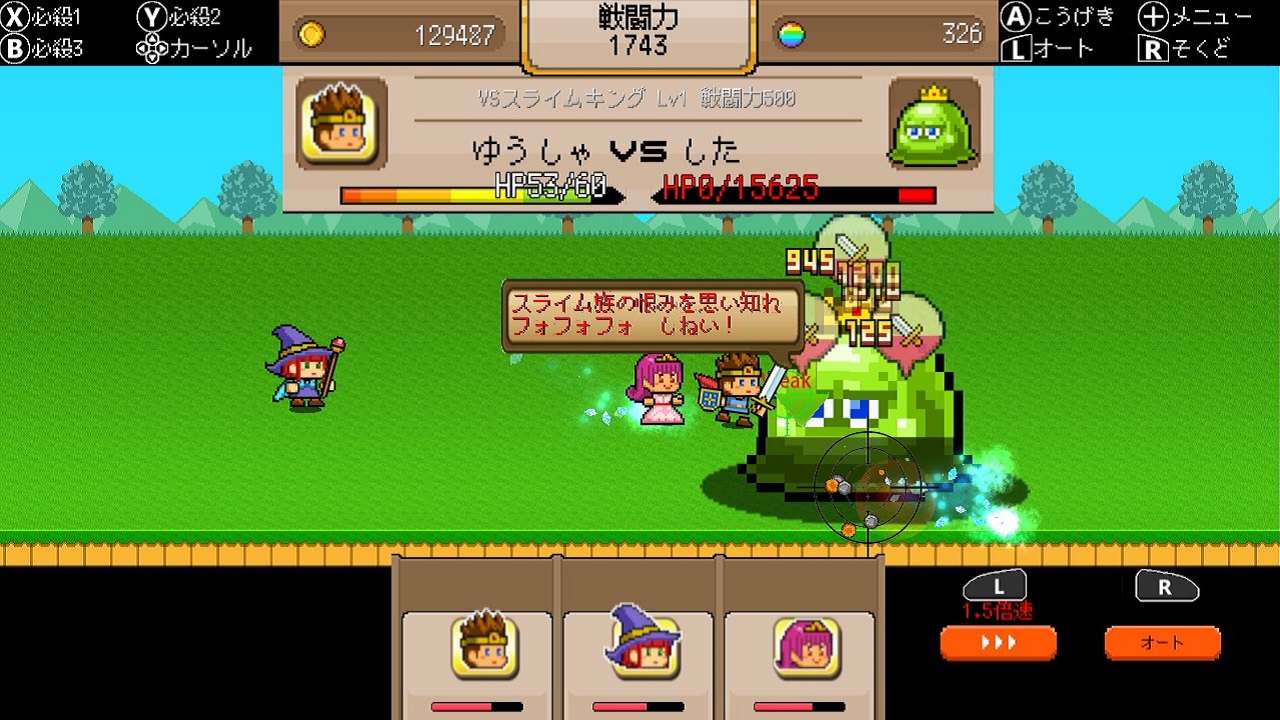 X必殺1
Y必殺2
B必殺3
カーソル
129487
戦闘力
1743
326
Aこうげき
メニュー
Lオート
Rそくど
VSスライムキング Lv1 戦闘力500
ゆうしゃ VS した
HP53/60
HP0/15625
945
725
スライム族の恨みを思い知れ
フォフォフォ しねい!
eak
L
R
1.5倍速
オート